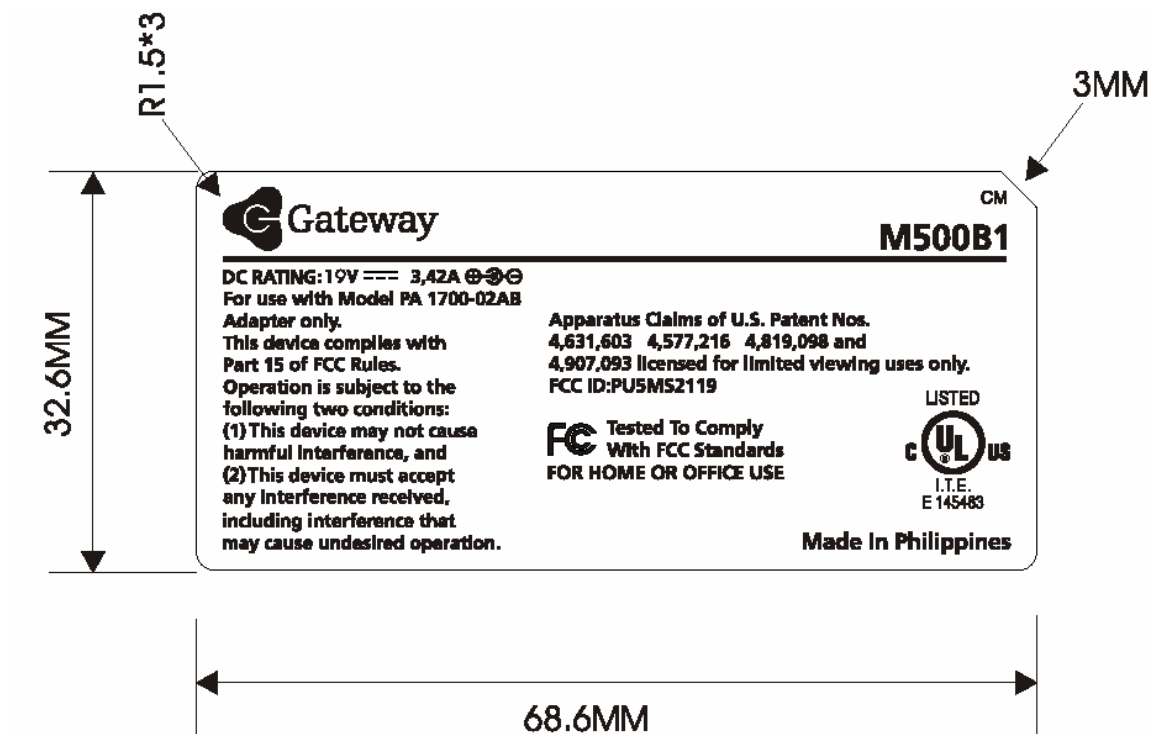 R1.5*3
3MM
CM
Gateway
M500B1
DC RATING: 19V 3,42A
For use with Model PA 1700-02AB
Adapter only.
This device complies with
Part 15 of FCC Rules.
Operation is subject to the
following two conditions:
(1) This device may not cause
harmful interference, and
(2) This device must accept
any interference received,
including interference that
may cause undesired operation.
Apparatus Claims of U.S. Patent Nos.
4,631,603 4,577,216 4,819,098 and
4,907,093 licensed for limited viewing uses only.
FCC ID:PU5MS2119
FC Tested To Comply
With FCC Standards
FOR HOME OR OFFICE USE
LISTED
C UL US
I.T.E.
E 145483
Made In Philippines
32.6MM
68.6MM